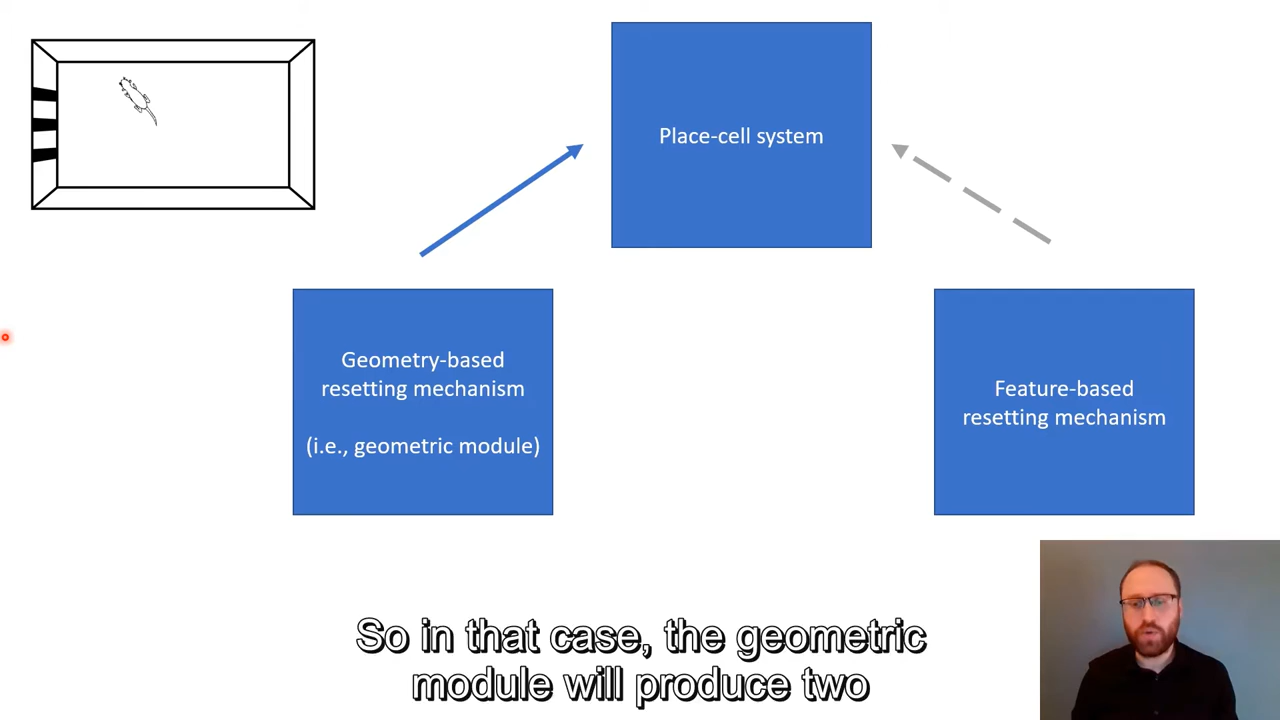 Place-cell system
Geometry-based
resetting mechanism
(i.e., geometric module)
Feature-based
resetting mechanism
So in that case, the geometric
module will produce two